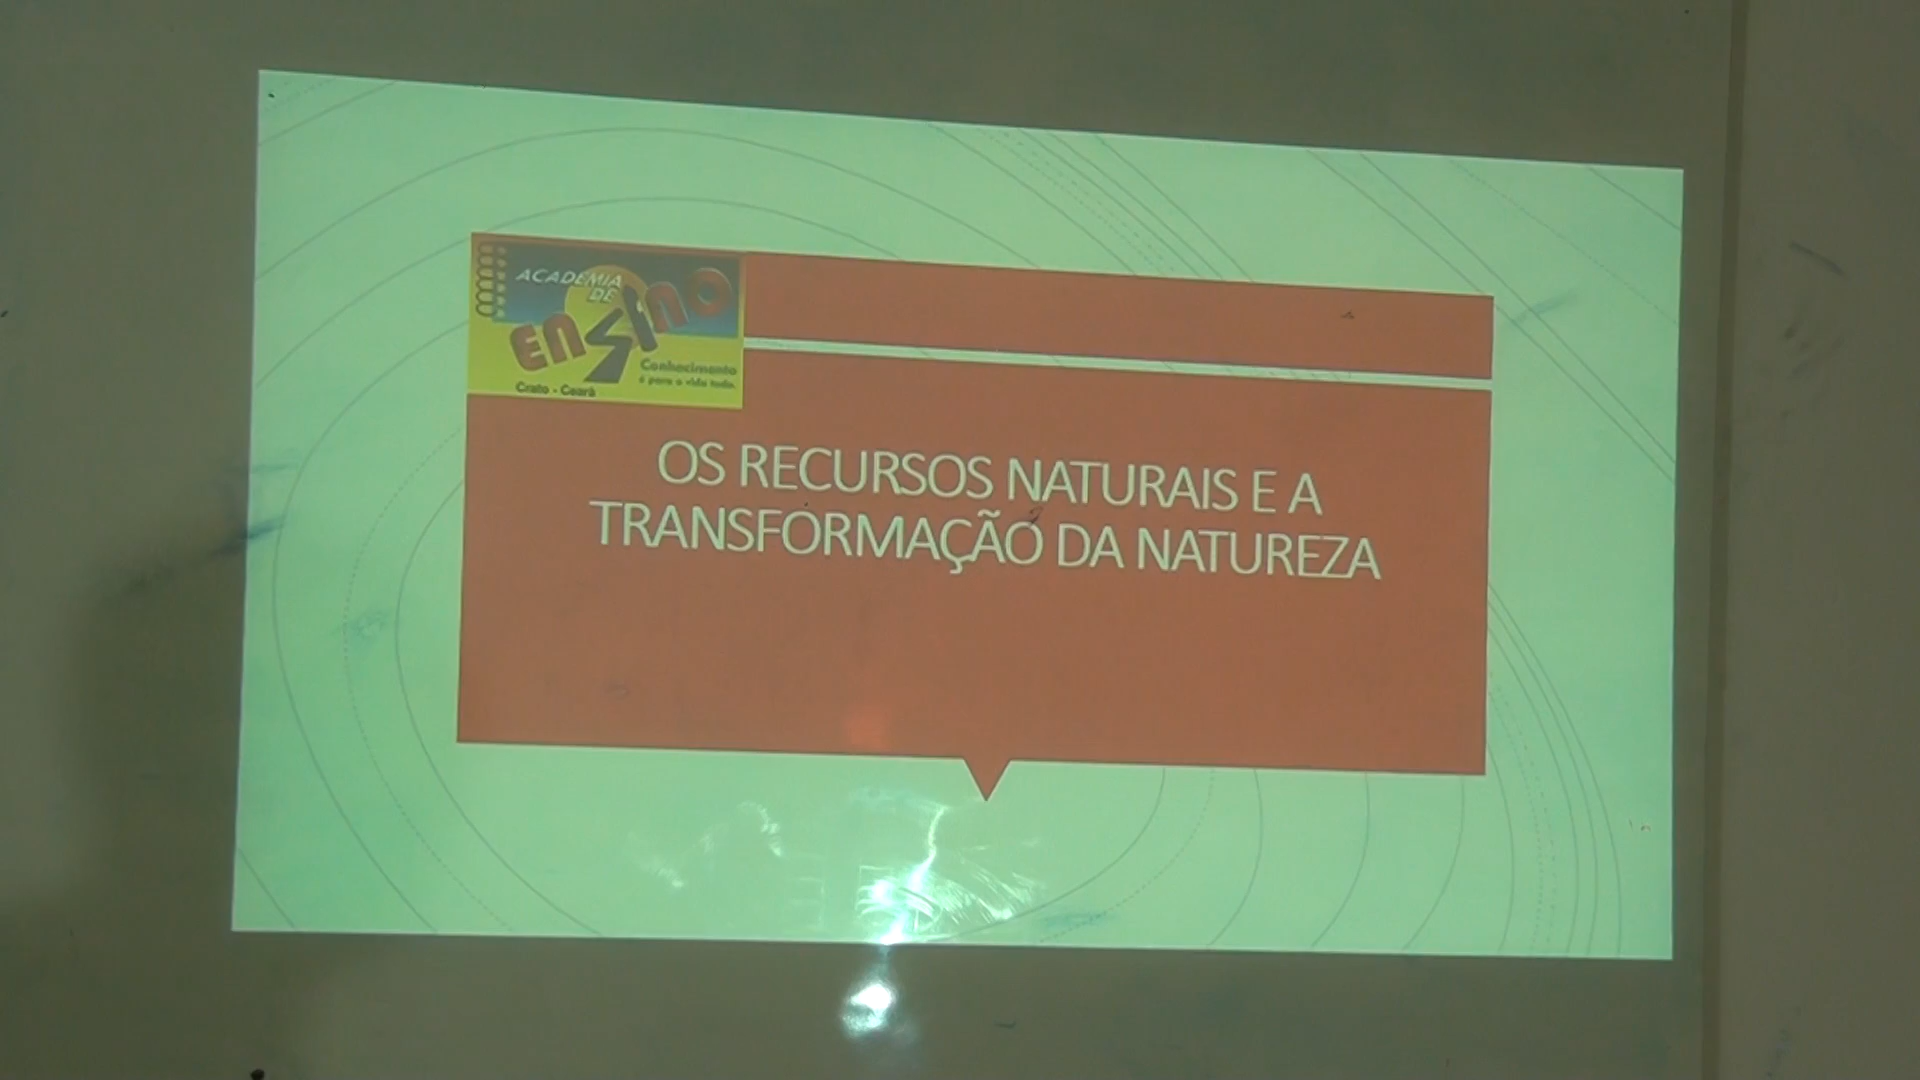 ACADEMIA
DE
ENSINO
Conhecimento
é para a vida toda.
Crato - Ceará
OS RECURSOS NATURAIS E A
TRANSFORMAÇÃO DA NATUREZA